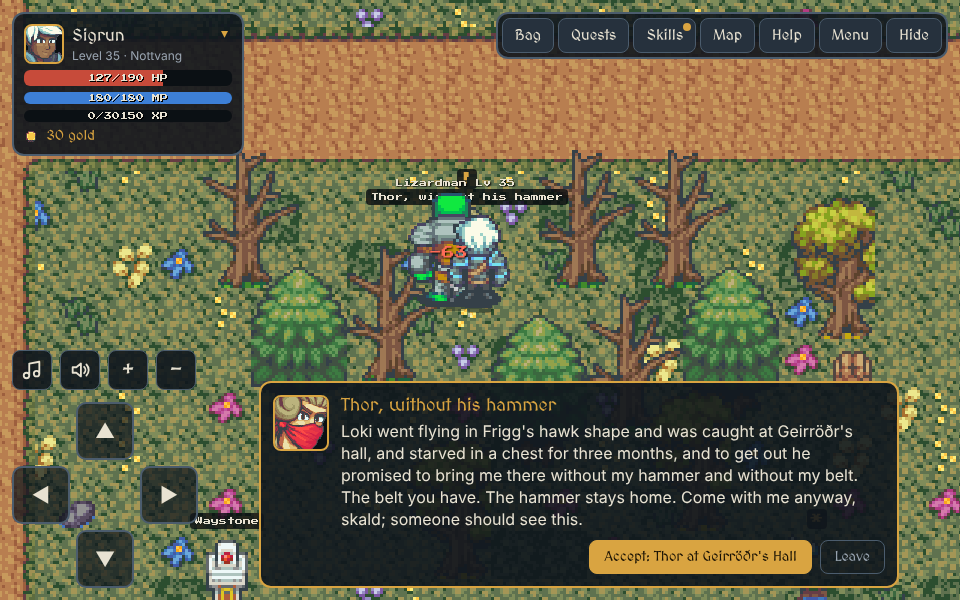 Sigrun
Level 35 · Nottvang
127/190 HP
180/180 MP
0/30150 XP
30 gold
Bag
Quests
Skills
Map
Help
Menu
Hide
Lizardman Lv 35
Thor, without his hammer
63
+
-
Waystone
Thor, without his hammer
Loki went flying in Frigg's hawk shape and was caught at Geirröðr's
hall, and starved in a chest for three months, and to get out he
promised to bring me there without my hammer and without my belt.
The belt you have. The hammer stays home. Come with me anyway,
skald; someone should see this.
Accept: Thor at Geirröðr's Hall
Leave